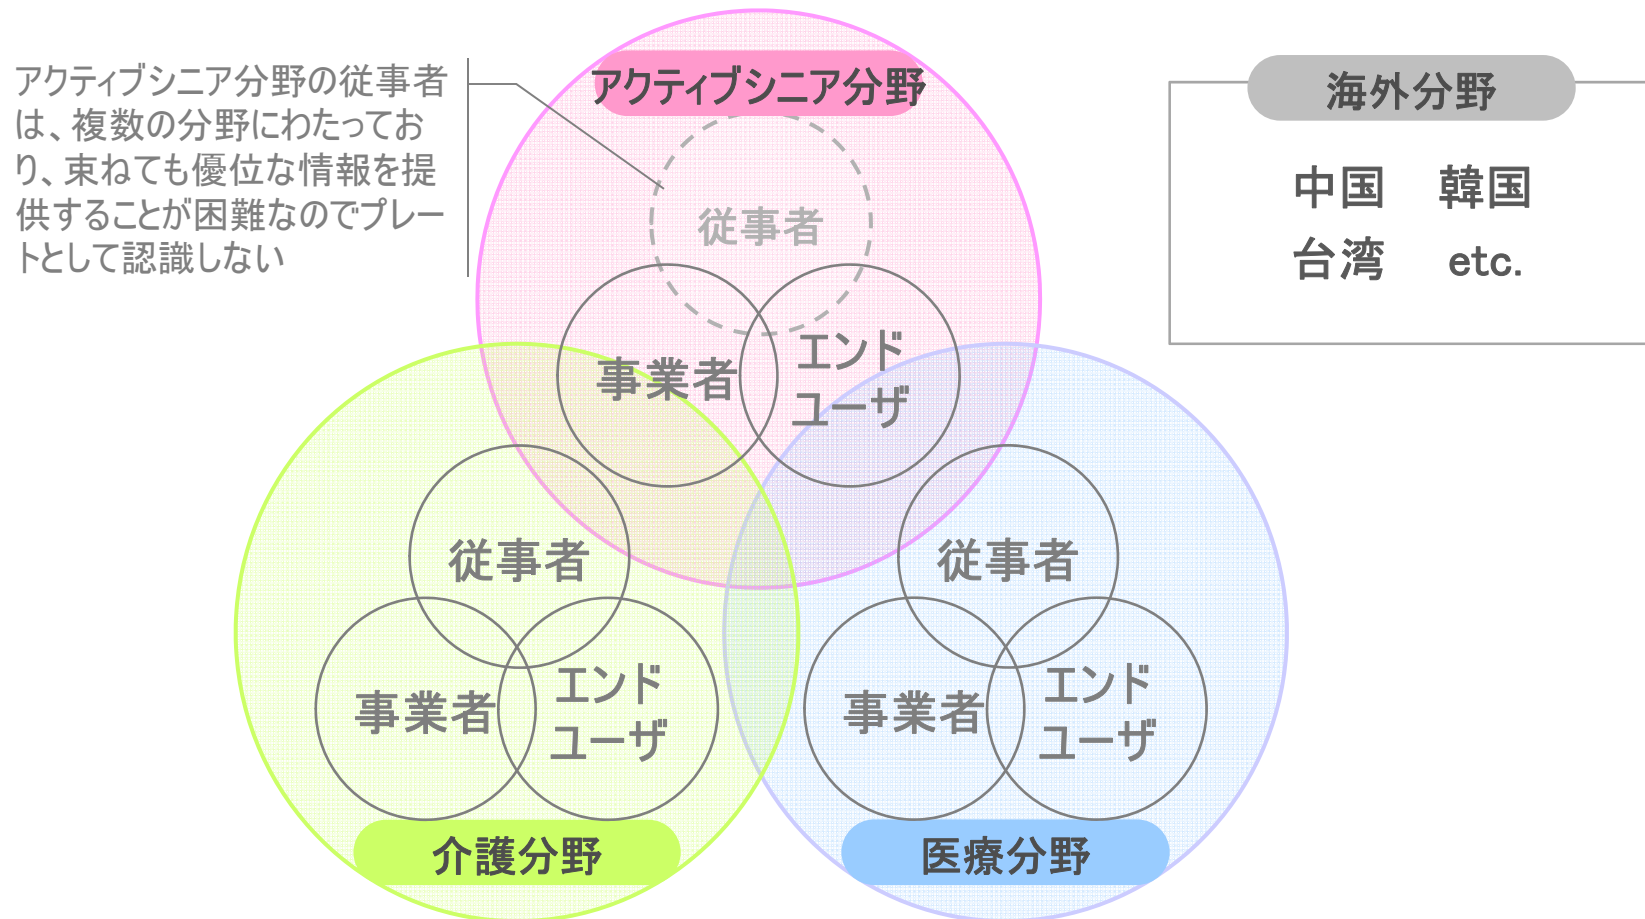 アクティブシニア分野の従事者
は、複数の分野にわたってお
り、束ねても優位な情報を提
供することが困難なのでプレー
トとして認識しない
アクティブシニア分野
従事者
事業者
エンド
ユーザ
海外分野
中国 韓国
台湾 etc.
従事者
事業者
エンド
ユーザ
介護分野
従事者
事業者
エンド
ユーザ
医療分野